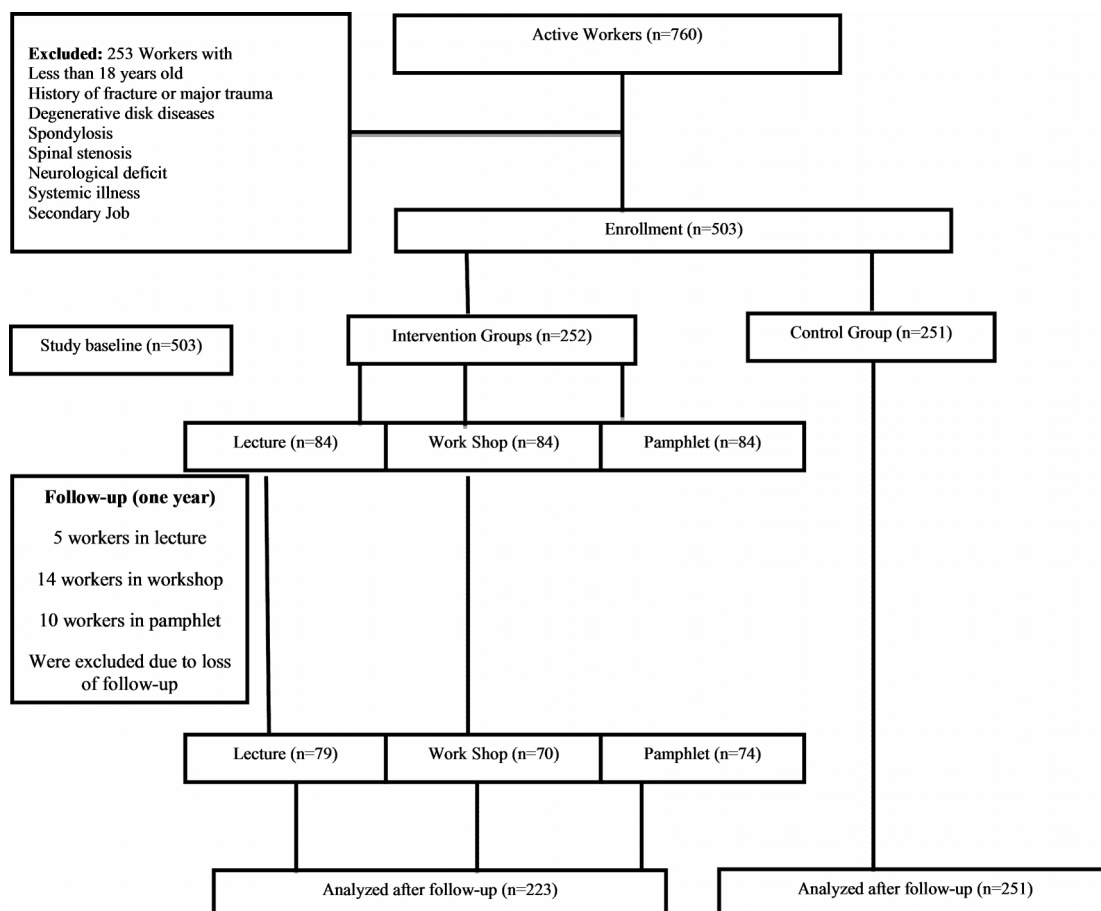 Active Workers (n=760)
Excluded: 253 Workers with
Less than 18 years old
History of fracture or major trauma
Degenerative disk diseases
Spondylosis
Spinal stenosis
Neurological deficit
Systemic illness
Secondary Job
Enrollment (n=503)
Study baseline (n=503)
Intervention Groups (n=252)
Control Group (n=251)
Lecture (n=84)
Work Shop (n=84)
Pamphlet (n=84)
Follow-up (one year)
5 workers in lecture
14 workers in workshop
10 workers in pamphlet
Were excluded due to loss
of follow-up
Lecture (n=79)
Work Shop (n=70)
Pamphlet (n=74)
Analyzed after follow-up (n=223)
Analyzed after follow-up (n=251)